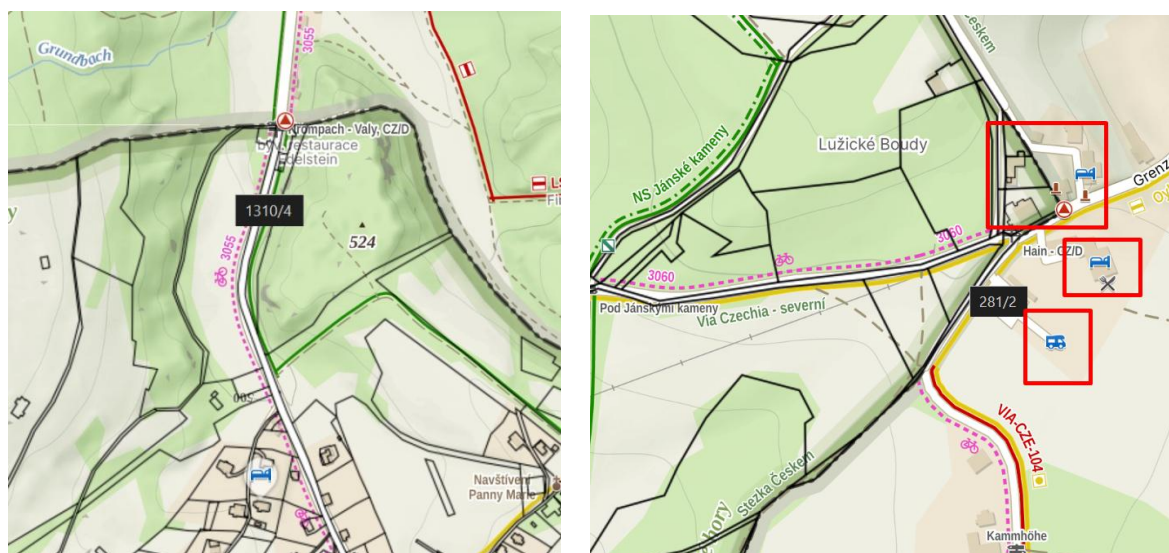 Grundbach
3055
Krompach - Valy, CZ/D
restaurace
Edelstein
1310/4
3055
524
500
Navštívení
Panny Marie
Českem
Lužické Boudy
NS Jánské kameny
3060
3060
Hain - CZ/D
Grenz
Pod Jánskými kameny
Via Czechia - severní
281/2
VIA-CZE-104
Stezka Českem
hory
Kammhöhe